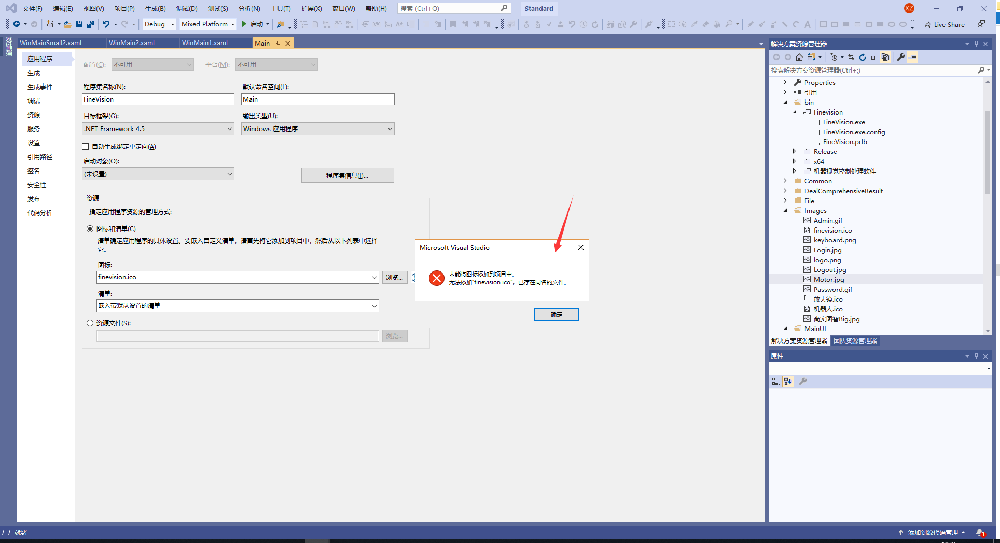 文件(F) 编辑(E) 视图(V) 项目(P) 生成(B) 调试(D) 测试(S) 分析(N) 工具(T) 扩展(X) 窗口(W) 帮助(H) 搜索 (Ctrl+Q) Standard XZ
Debug Mixed Platform 启动 Live Share
数据源
WinMainSmall2.xaml WinMain2.xaml WinMain1.xaml Main
应用程序
生成
生成事件
调试
资源
服务
设置
引用路径
签名
安全性
发布
代码分析
配置(C): 不可用 平台(M): 不可用
程序集名称(N): 默认命名空间(L):
FineVision Main
目标框架(G): 输出类型(U):
.NET Framework 4.5 Windows 应用程序
自动生成绑定重定向(A)
启动对象(O):
(未设置) 程序集信息(I)...
资源
指定应用程序资源的管理方式:
图标和清单(C)
清单确定应用程序的具体设置。要嵌入自定义清单，请首先将它添加到项目中，然后从以下列表中选择
它。
图标:
finevision.ico 浏览...
清单:
嵌入带默认设置的清单
资源文件(S):
浏览...
Microsoft Visual Studio
未能将图标添加到项目中。
无法添加“finevision.ico”，已存在同名的文件。
确定
解决方案资源管理器
搜索解决方案资源管理器(Ctrl+;)
Properties
引用
bin
Finevision
FineVision.exe
FineVision.exe.config
FineVision.pdb
Release
x64
机器视觉控制处理软件
Common
DealComprehensiveResult
File
Images
Admin.gif
finevision.ico
keyboard.png
Login.jpg
logo.png
Logout.jpg
Motor.jpg
Password.gif
放大镜.ico
机器人.ico
尚实图智Big.jpg
MainUI
解决方案资源管理器 团队资源管理器
属性
就绪 添加到源代码管理 1